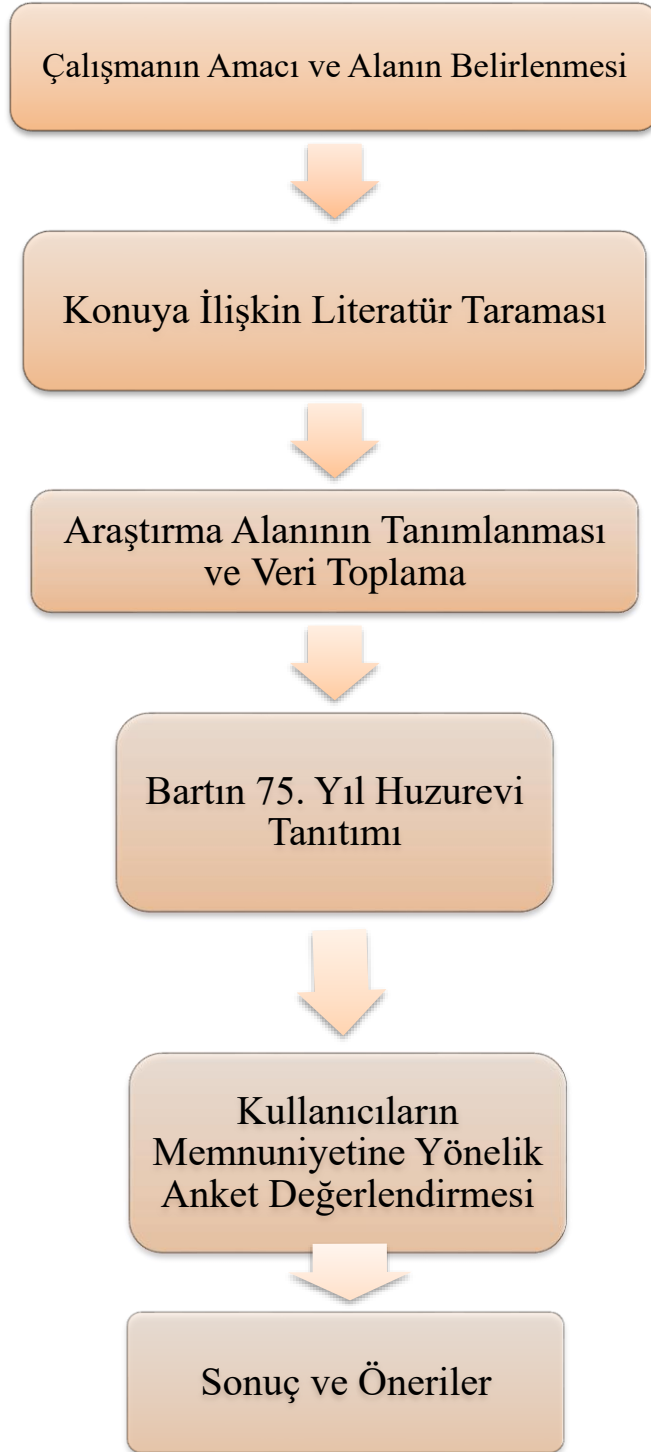 Çalışmanın Amacı ve Alanın Belirlenmesi
Konuya İlişkin Literatür Taraması
Araştırma Alanının Tanımlanması
ve Veri Toplama
Bartın 75. Yıl Huzurevi
Tanıtımı
Kullanıcıların
Memnuniyetine Yönelik
Anket Değerlendirmesi
Sonuç ve Öneriler